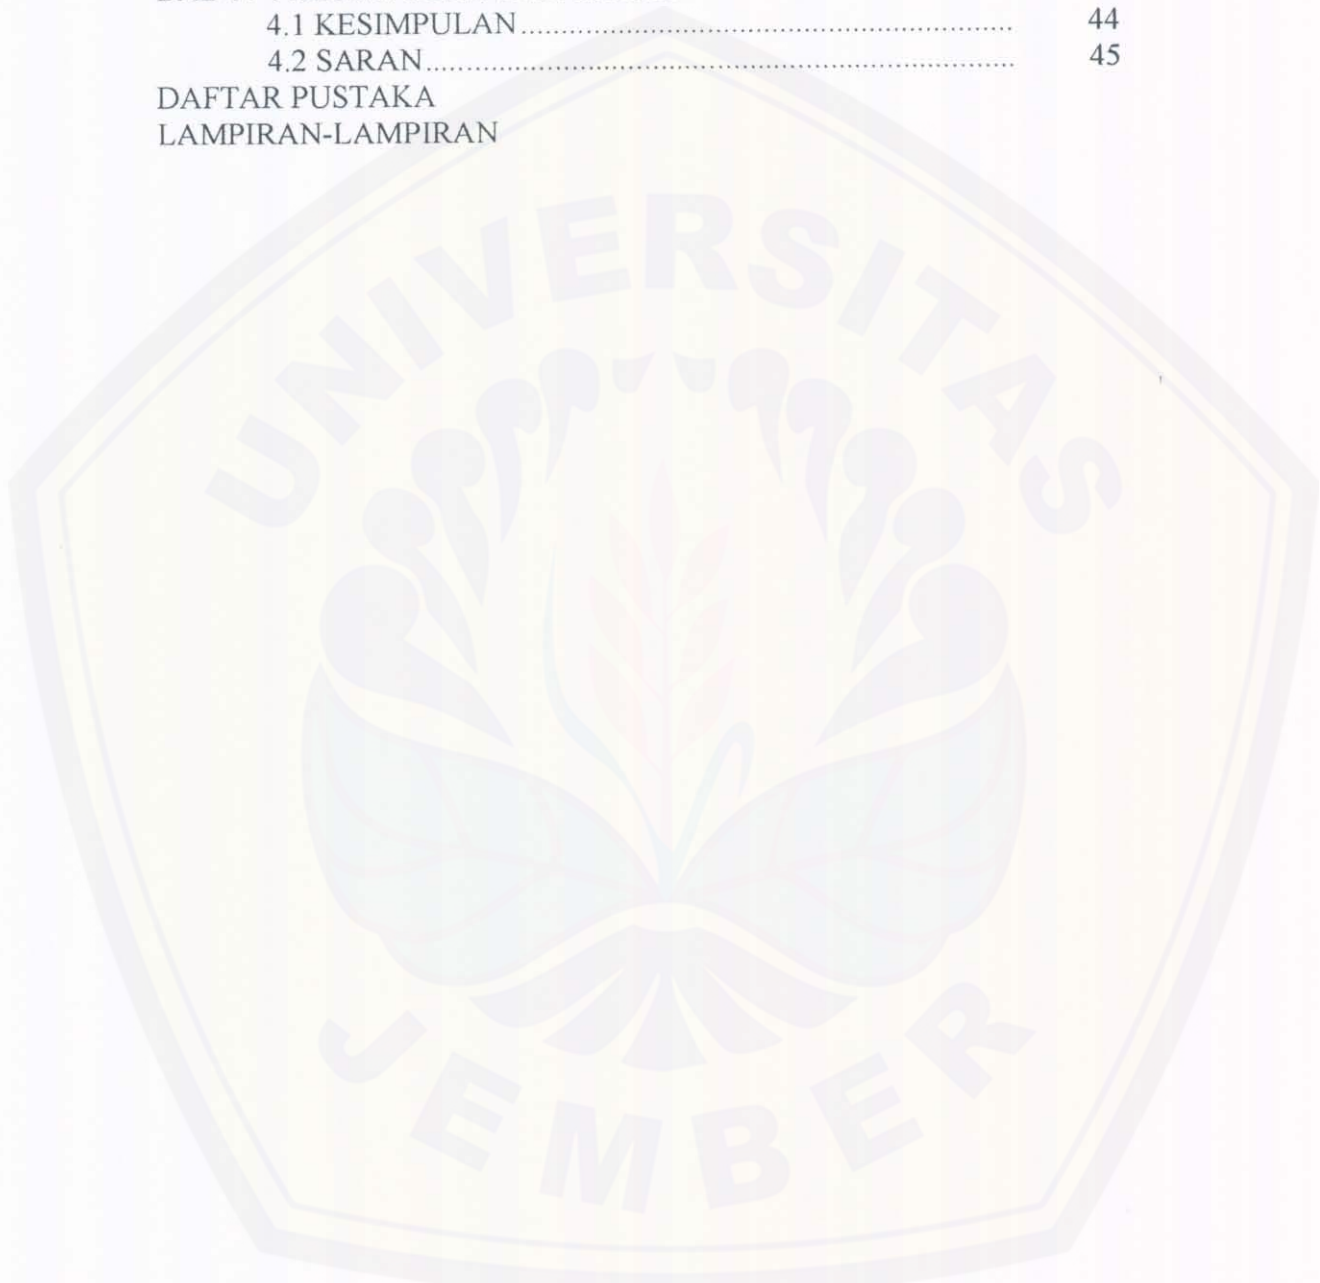 4.1 KESIMPULAN ........................................................... 44
4.2 SARAN ....................................................................... 45
DAFTAR PUSTAKA
LAMPIRAN-LAMPIRAN
UNIVERSITAS
JEMBER